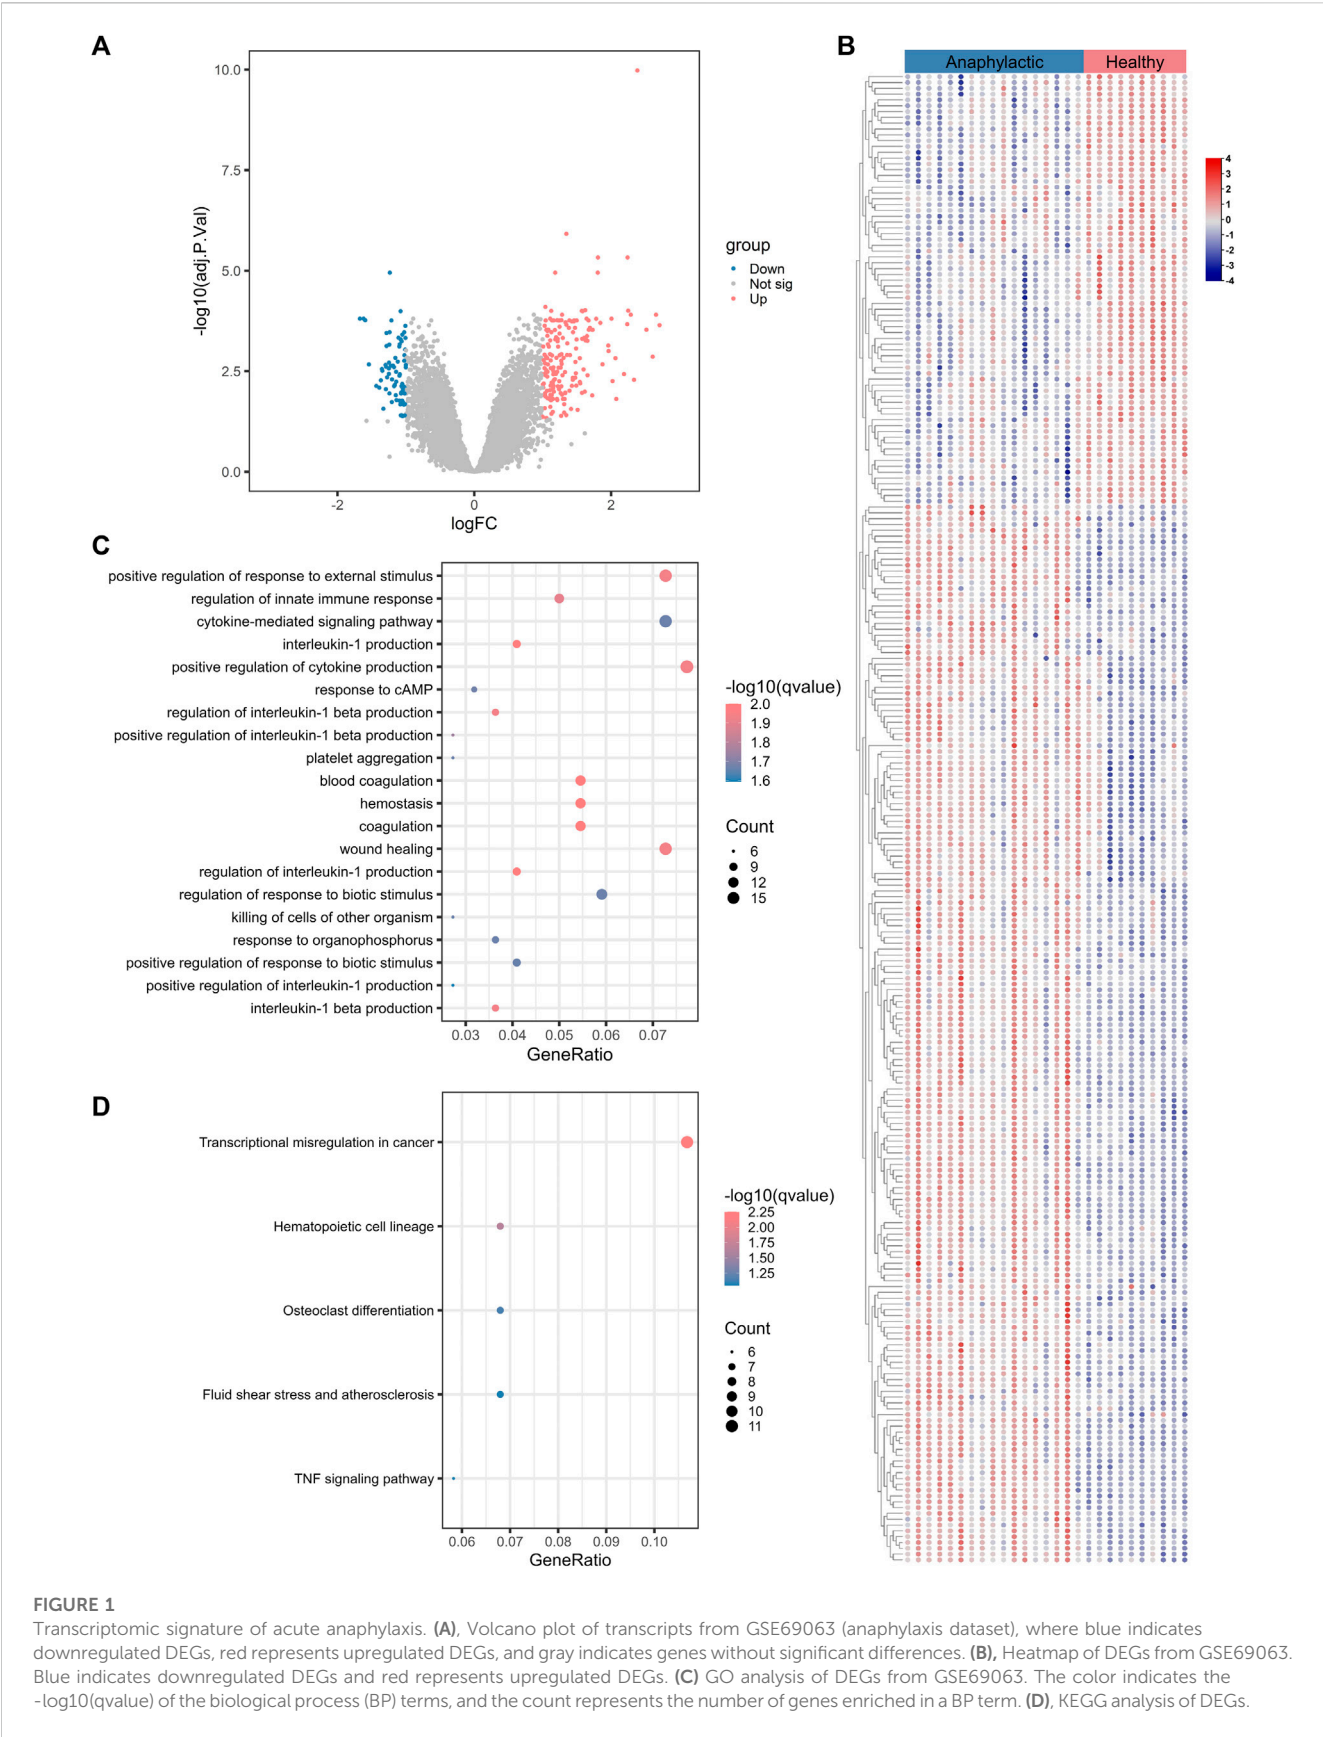 A
10.0
7.5
5.0
2.5
0.0
-log10(adj.P.Val)
-2
0
2
logFC
group
Down
Not sig
Up
B
Anaphylactic
Healthy
4
3
2
1
0
-1
-2
-3
-4
C
positive regulation of response to external stimulus
regulation of innate immune response
cytokine-mediated signaling pathway
interleukin-1 production
positive regulation of cytokine production
response to cAMP
regulation of interleukin-1 beta production
positive regulation of interleukin-1 beta production
platelet aggregation
blood coagulation
hemostasis
coagulation
wound healing
regulation of interleukin-1 production
regulation of response to biotic stimulus
killing of cells of other organism
response to organophosphorus
positive regulation of response to biotic stimulus
positive regulation of interleukin-1 production
interleukin-1 beta production
0.03
0.04
0.05
0.06
0.07
GeneRatio
-log10(qvalue)
2.0
1.9
1.8
1.7
1.6
Count
6
9
12
15
D
Transcriptional misregulation in cancer
Hematopoietic cell lineage
Osteoclast differentiation
Fluid shear stress and atherosclerosis
TNF signaling pathway
0.06
0.07
0.08
0.09
0.10
GeneRatio
-log10(qvalue)
2.25
2.00
1.75
1.50
1.25
Count
6
7
8
9
10
11
FIGURE 1
Transcriptomic signature of acute anaphylaxis. (A), Volcano plot of transcripts from GSE69063 (anaphylaxis dataset), where blue indicates
downregulated DEGs, red represents upregulated DEGs, and gray indicates genes without significant differences. (B), Heatmap of DEGs from GSE69063.
Blue indicates downregulated DEGs and red represents upregulated DEGs. (C) GO analysis of DEGs from GSE69063. The color indicates the
-log10(qvalue) of the biological process (BP) terms, and the count represents the number of genes enriched in a BP term. (D), KEGG analysis of DEGs.